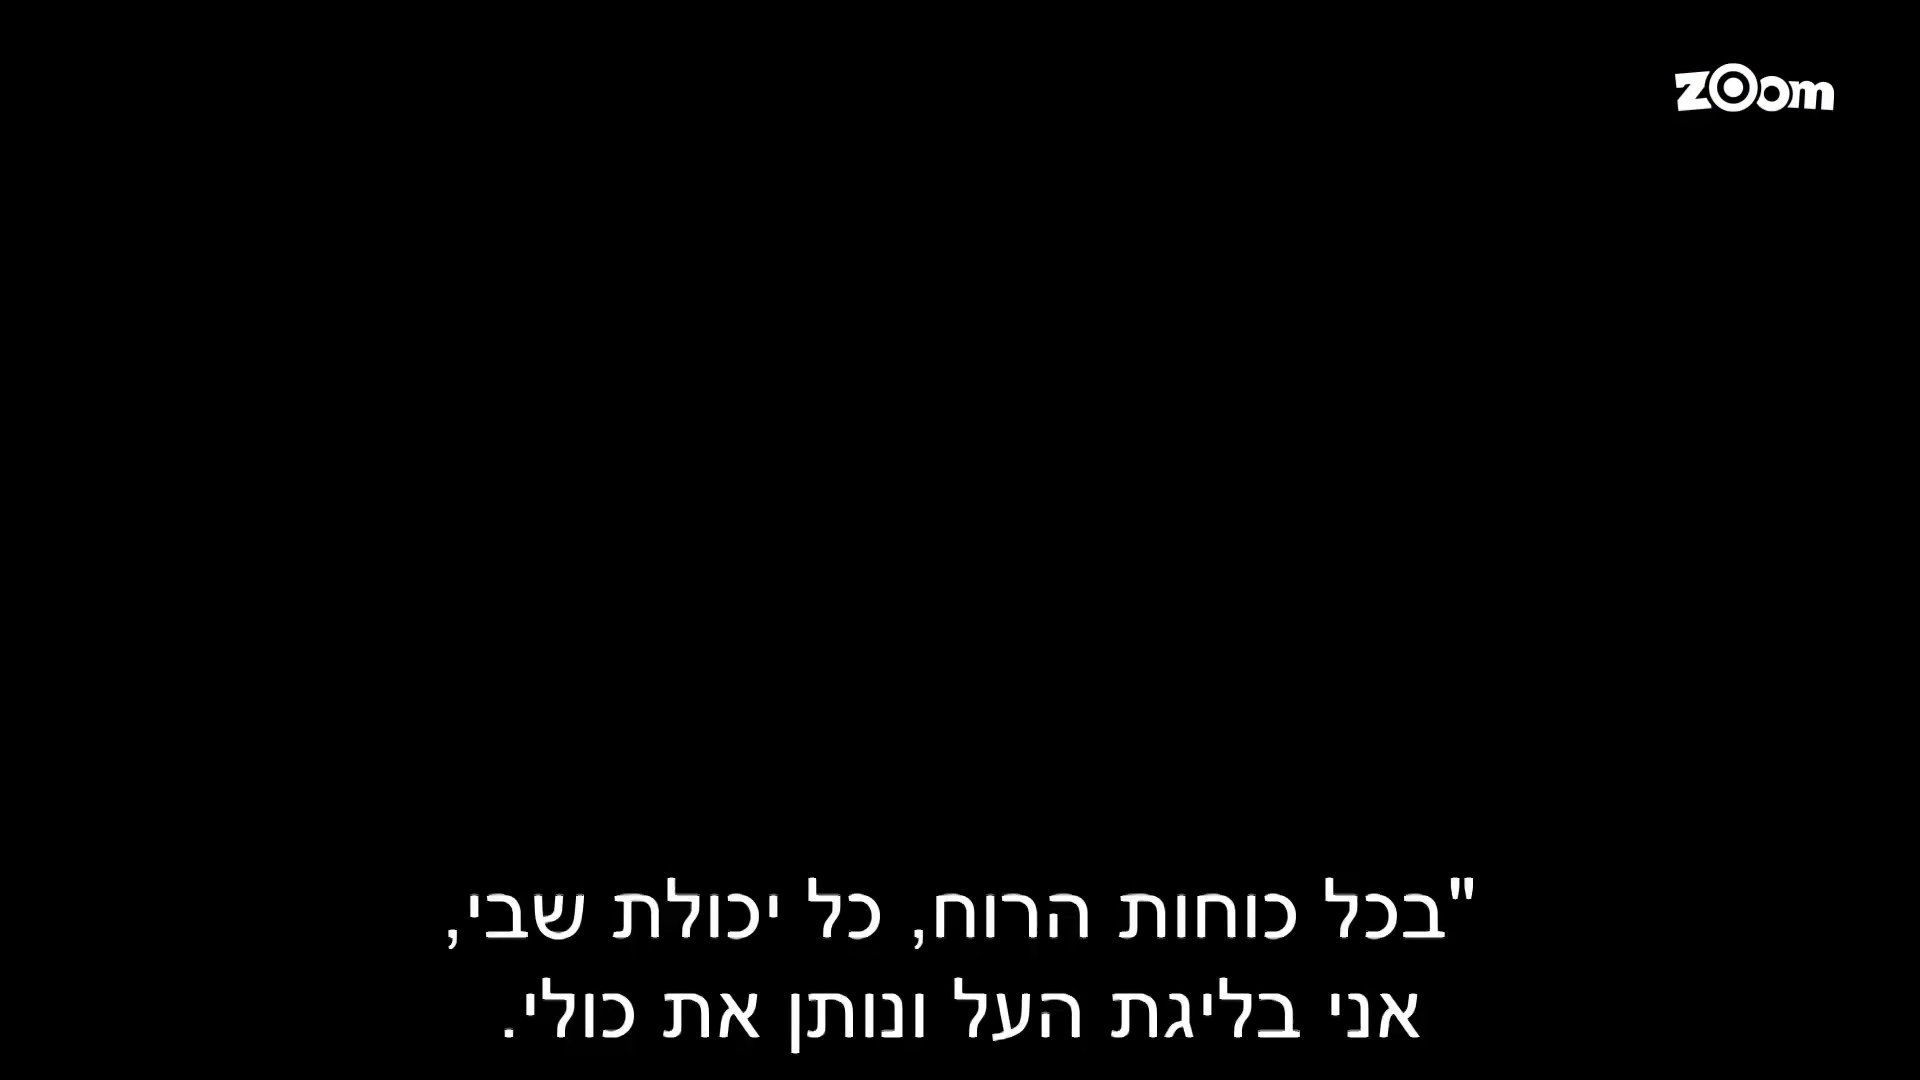 zoom
"בכל כוחות הרוח, כל יכולת שבי,
אני בליגת העל ונותן את כולי.